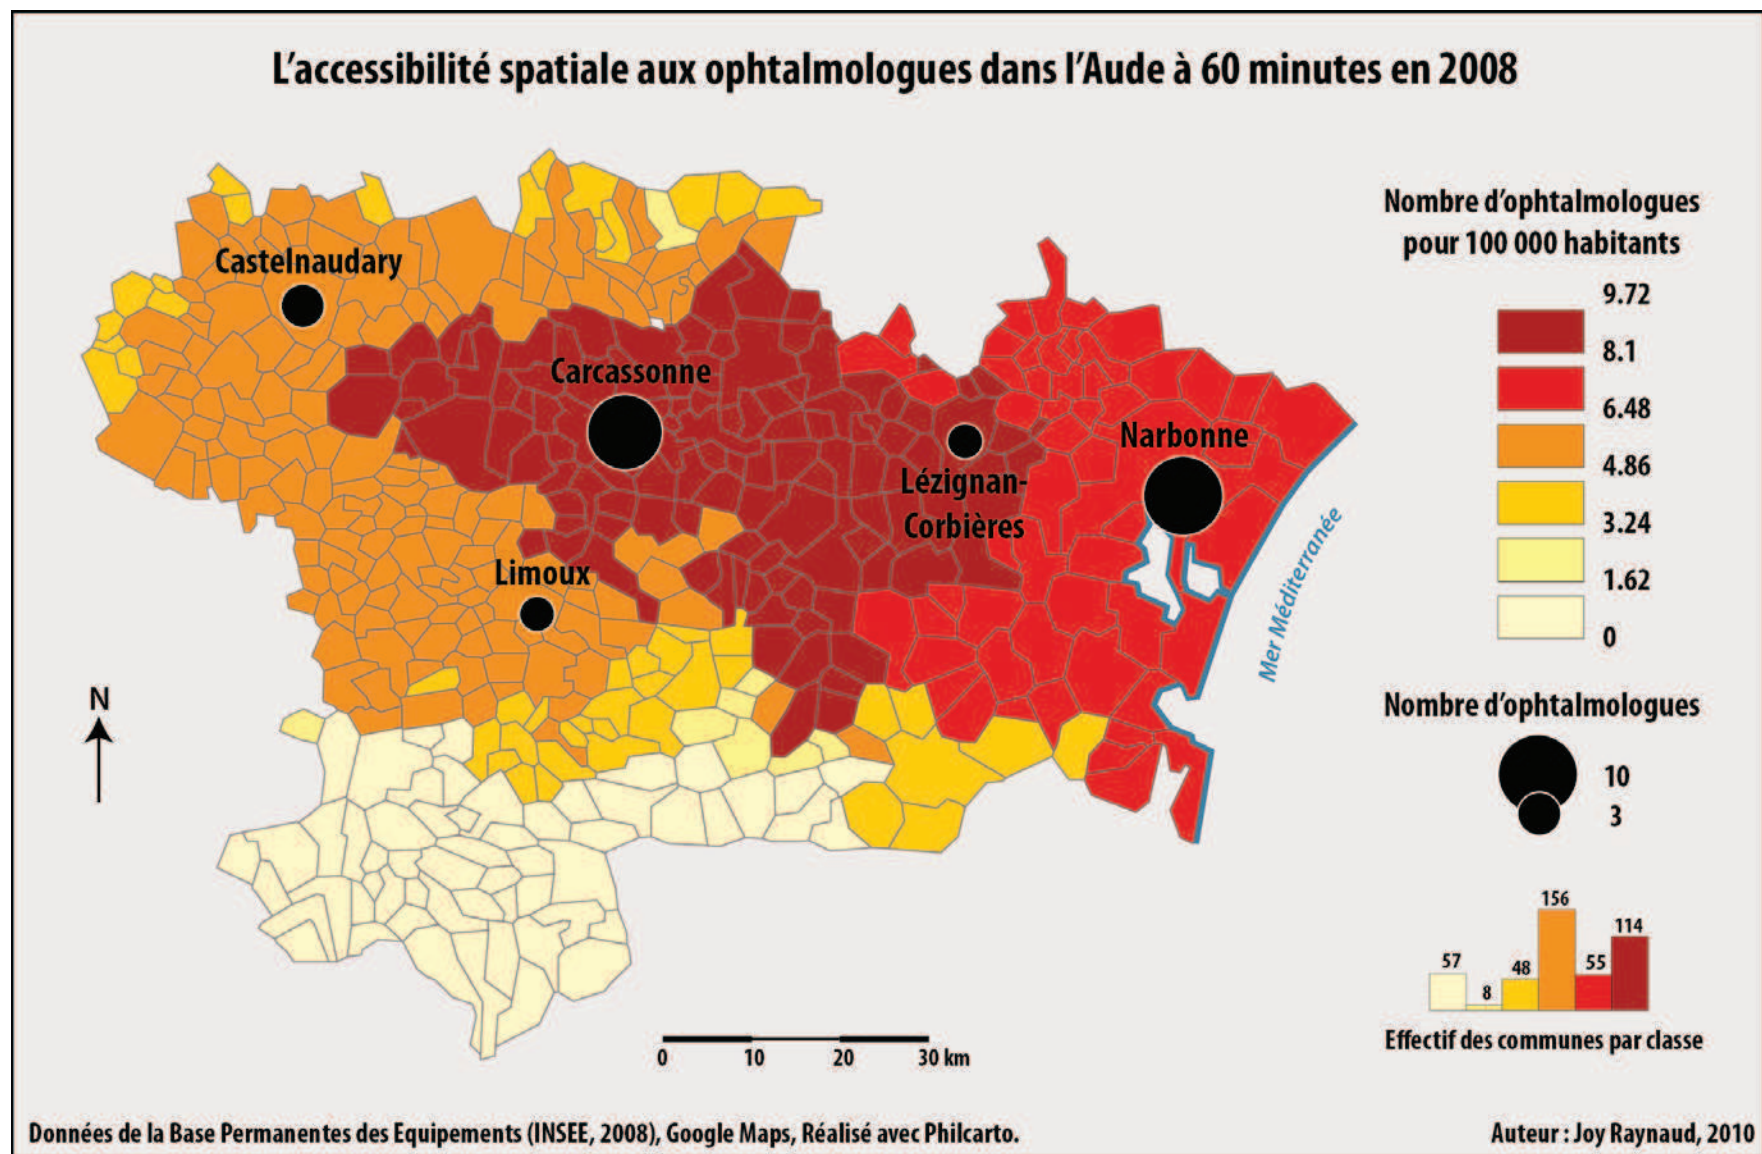 L'accessibilité spatiale aux ophtalmologues dans l'Aude à 60 minutes en 2008
Nombre d'ophtalmologues
pour 100 000 habitants
9.72
8.1
6.48
4.86
3.24
1.62
0
Castelnaudary
Carcassonne
Narbonne
Lézignan-
Corbières
Limoux
Mer Méditerranée
N
Nombre d'ophtalmologues
10
3
57
8
48
156
55
114
Effectif des communes par classe
0 10 20 30 km
Données de la Base Permanentes des Equipements (INSEE, 2008), Google Maps, Réalisé avec Philcarto.
Auteur : Joy Raynaud, 2010